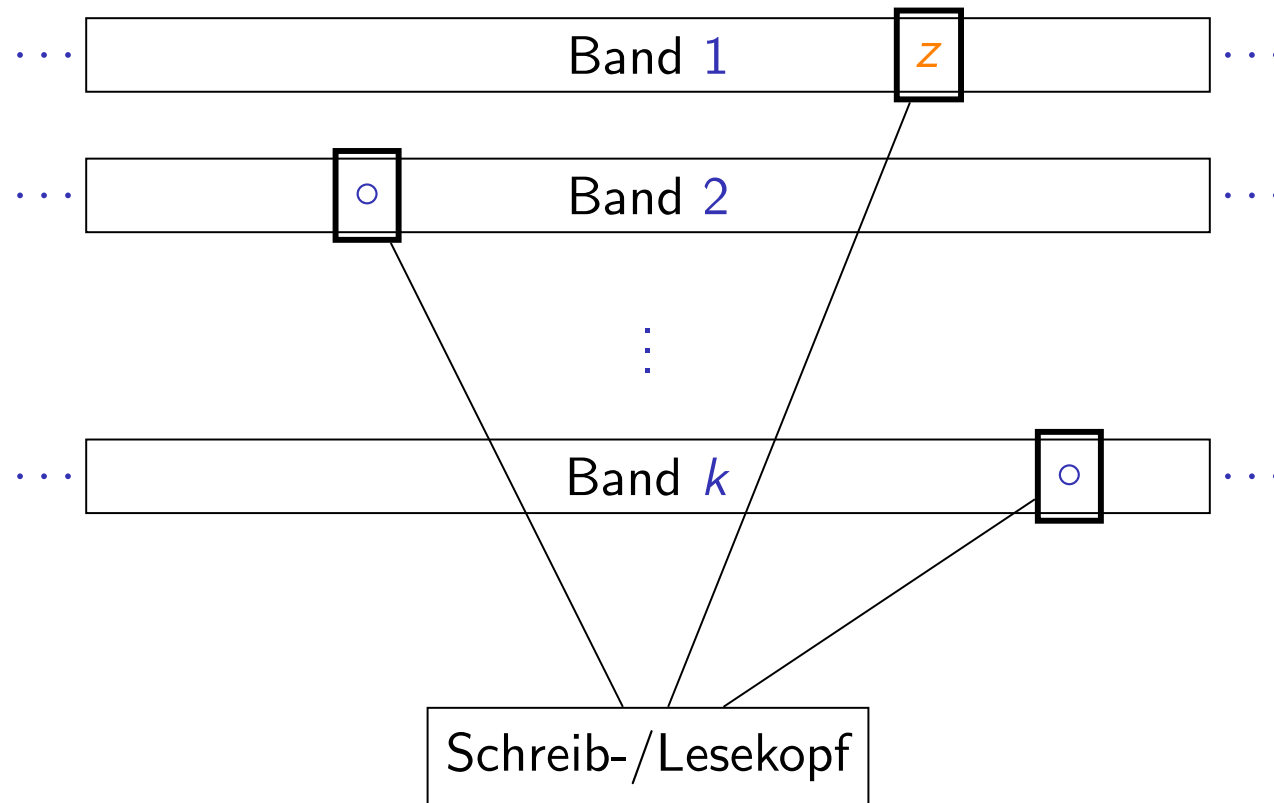 ··· Band 1 z ···
··· ∘ Band 2 ···
⋮
··· Band k ∘ ···
Schreib-/Lesekopf